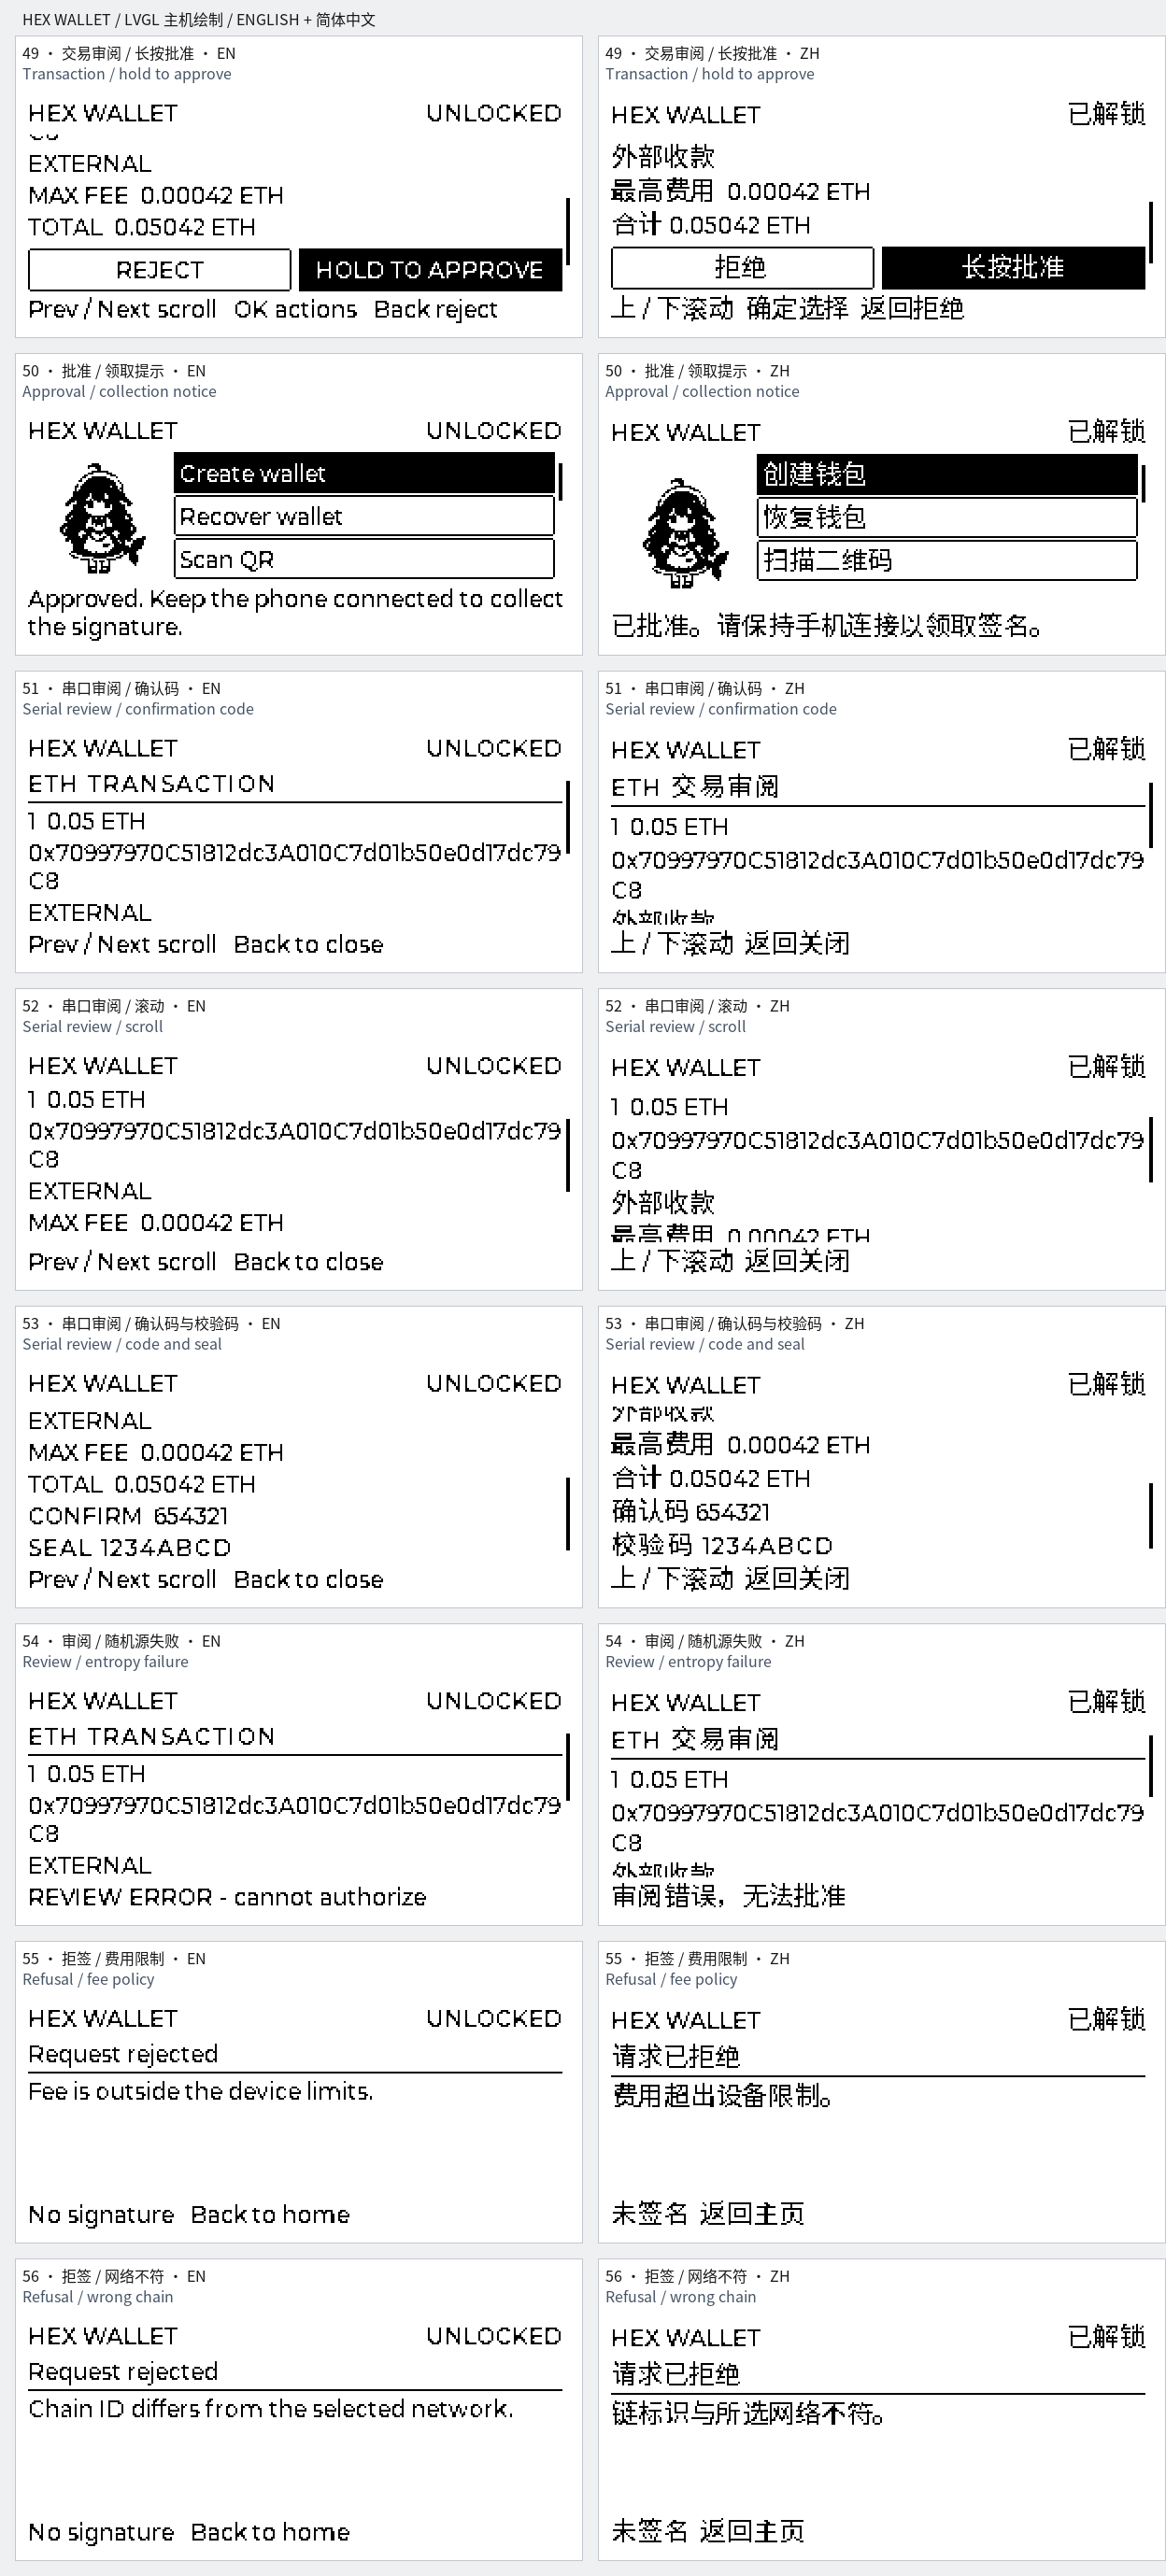 HEX WALLET / LVGL 主机绘制 / ENGLISH + 简体中文
49 · 交易审阅 / 长按批准 · EN
Transaction / hold to approve
HEX WALLET UNLOCKED
EXTERNAL
MAX FEE 0.00042 ETH
TOTAL 0.05042 ETH
REJECT HOLD TO APPROVE
Prev / Next scroll OK actions Back reject
49 · 交易审阅 / 长按批准 · ZH
Transaction / hold to approve
HEX WALLET 已解锁
外部收款
最高费用 0.00042 ETH
合计 0.05042 ETH
拒绝 长按批准
上 / 下滚动 确定选择 返回拒绝
50 · 批准 / 领取提示 · EN
Approval / collection notice
HEX WALLET UNLOCKED
Create wallet
Recover wallet
Scan QR
Approved. Keep the phone connected to collect
the signature.
50 · 批准 / 领取提示 · ZH
Approval / collection notice
HEX WALLET 已解锁
创建钱包
恢复钱包
扫描二维码
已批准。请保持手机连接以领取签名。
51 · 串口审阅 / 确认码 · EN
Serial review / confirmation code
HEX WALLET UNLOCKED
ETH TRANSACTION
1 0.05 ETH
0x70997970C51812dc3A010C7d01b50e0d17dc79
C8
EXTERNAL
Prev / Next scroll Back to close
51 · 串口审阅 / 确认码 · ZH
Serial review / confirmation code
HEX WALLET 已解锁
ETH 交易审阅
1 0.05 ETH
0x70997970C51812dc3A010C7d01b50e0d17dc79
C8
外部收款
上 / 下滚动 返回关闭
52 · 串口审阅 / 滚动 · EN
Serial review / scroll
HEX WALLET UNLOCKED
1 0.05 ETH
0x70997970C51812dc3A010C7d01b50e0d17dc79
C8
EXTERNAL
MAX FEE 0.00042 ETH
Prev / Next scroll Back to close
52 · 串口审阅 / 滚动 · ZH
Serial review / scroll
HEX WALLET 已解锁
1 0.05 ETH
0x70997970C51812dc3A010C7d01b50e0d17dc79
C8
外部收款
最高费用 0.00042 ETH
上 / 下滚动 返回关闭
53 · 串口审阅 / 确认码与校验码 · EN
Serial review / code and seal
HEX WALLET UNLOCKED
EXTERNAL
MAX FEE 0.00042 ETH
TOTAL 0.05042 ETH
CONFIRM 654321
SEAL 1234ABCD
Prev / Next scroll Back to close
53 · 串口审阅 / 确认码与校验码 · ZH
Serial review / code and seal
HEX WALLET 已解锁
外部收款
最高费用 0.00042 ETH
合计 0.05042 ETH
确认码 654321
校验码 1234ABCD
上 / 下滚动 返回关闭
54 · 审阅 / 随机源失败 · EN
Review / entropy failure
HEX WALLET UNLOCKED
ETH TRANSACTION
1 0.05 ETH
0x70997970C51812dc3A010C7d01b50e0d17dc79
C8
EXTERNAL
REVIEW ERROR - cannot authorize
54 · 审阅 / 随机源失败 · ZH
Review / entropy failure
HEX WALLET 已解锁
ETH 交易审阅
1 0.05 ETH
0x70997970C51812dc3A010C7d01b50e0d17dc79
C8
外部收款
审阅错误，无法批准
55 · 拒签 / 费用限制 · EN
Refusal / fee policy
HEX WALLET UNLOCKED
Request rejected
Fee is outside the device limits.
No signature Back to home
55 · 拒签 / 费用限制 · ZH
Refusal / fee policy
HEX WALLET 已解锁
请求已拒绝
费用超出设备限制。
未签名 返回主页
56 · 拒签 / 网络不符 · EN
Refusal / wrong chain
HEX WALLET UNLOCKED
Request rejected
Chain ID differs from the selected network.
No signature Back to home
56 · 拒签 / 网络不符 · ZH
Refusal / wrong chain
HEX WALLET 已解锁
请求已拒绝
链标识与所选网络不符。
未签名 返回主页